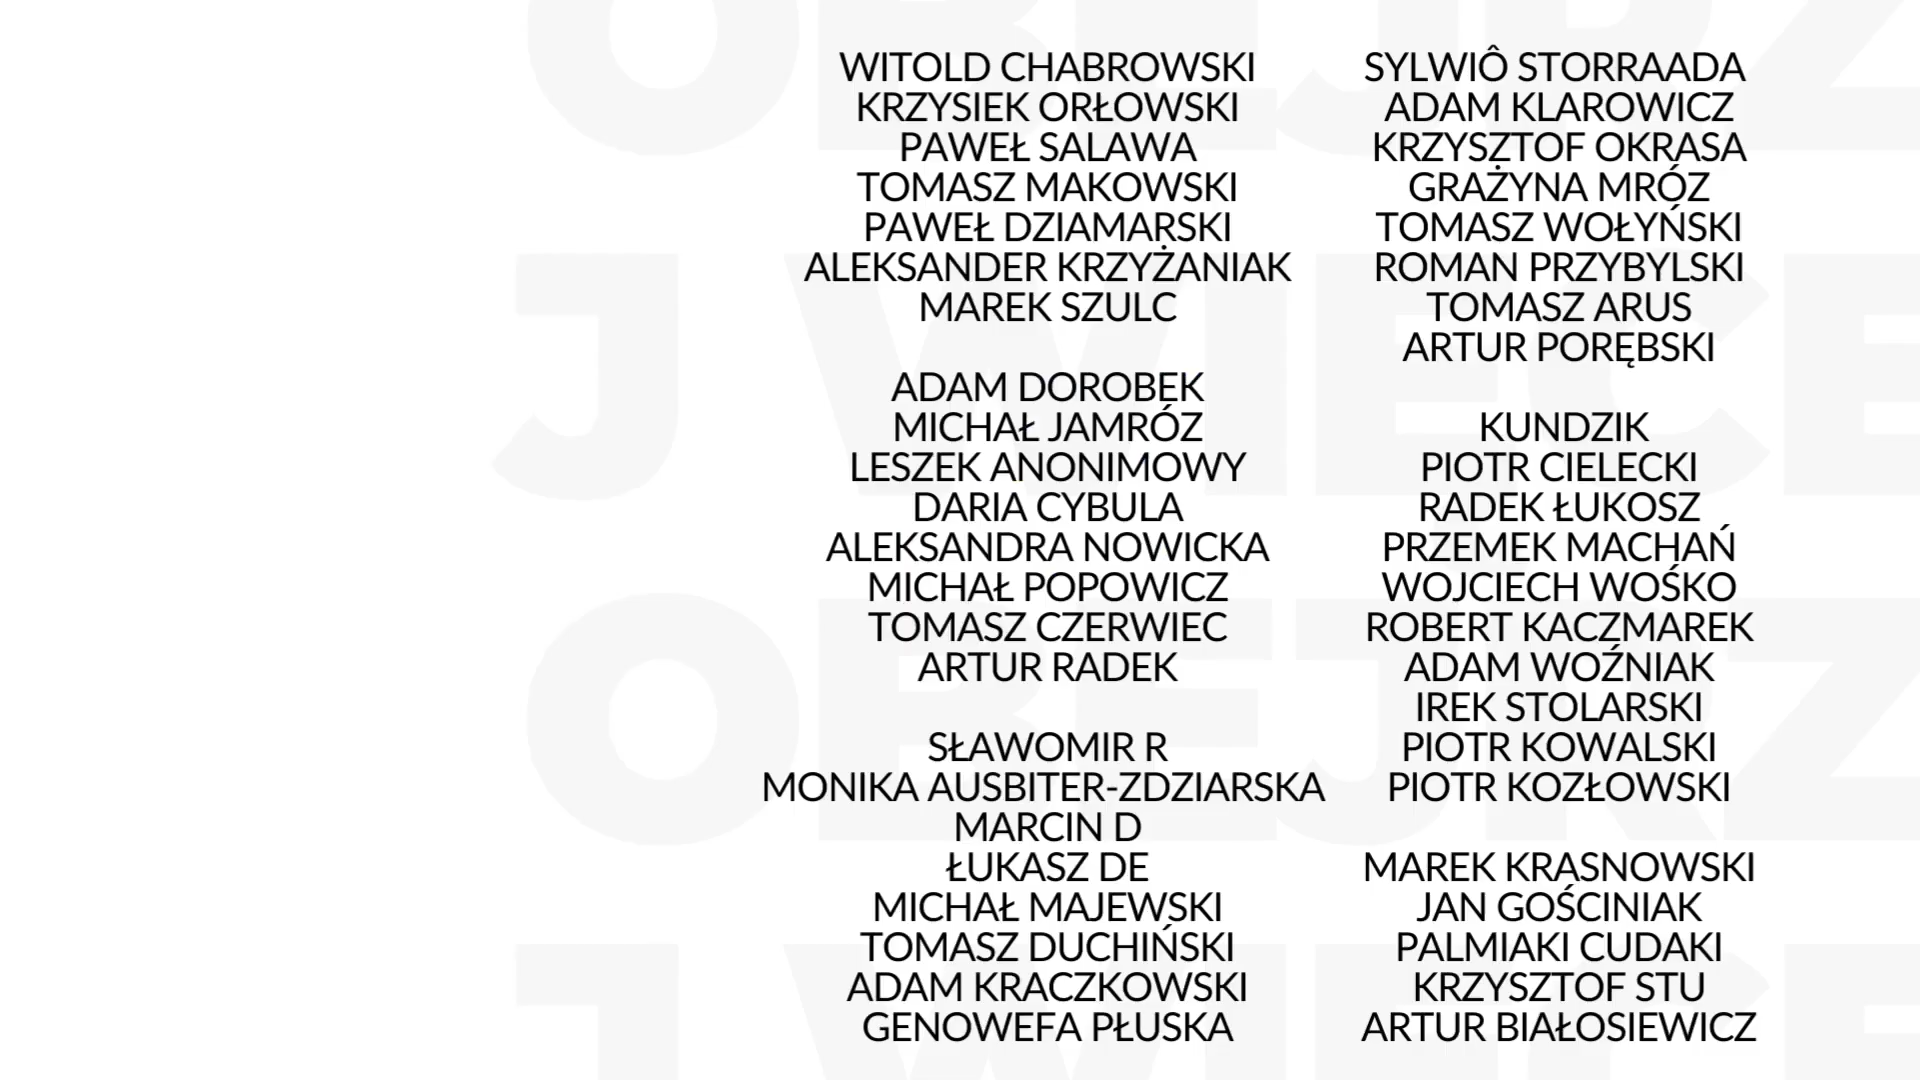 WITOLD CHABROWSKI
KRZYSIEK ORŁOWSKI
PAWEŁ SALAWA
TOMASZ MAKOWSKI
PAWEŁ DZIAMARSKI
ALEKSANDER KRZYŻANIAK
MAREK SZULC
ADAM DOROBEK
MICHAŁ JAMRÓZ
LESZEK ANONIMOWY
DARIA CYBULA
ALEKSANDRA NOWICKA
MICHAŁ POPOWICZ
TOMASZ CZERWIEC
ARTUR RADEK
SŁAWOMIR R
MONIKA AUSBITER-ZDZIARSKA
MARCIN D
ŁUKASZ DE
MICHAŁ MAJEWSKI
TOMASZ DUCHIŃSKI
ADAM KRACZKOWSKI
GENOWEFA PŁUSKA
SYLWIÔ STORRAADA
ADAM KLAROWICZ
KRZYSZTOF OKRASA
GRAŻYNA MRÓZ
TOMASZ WOŁYŃSKI
ROMAN PRZYBYLSKI
TOMASZ ARUS
ARTUR PORĘBSKI
KUNDZIK
PIOTR CIELECKI
RADEK ŁUKOSZ
PRZEMEK MACHAŃ
WOJCIECH WOŚKO
ROBERT KACZMAREK
ADAM WOŹNIAK
IREK STOLARSKI
PIOTR KOWALSKI
PIOTR KOZŁOWSKI
MAREK KRASNOWSKI
JAN GOŚCINIAK
PALMIAKI CUDAKI
KRZYSZTOF STU
ARTUR BIAŁOSIEWICZ